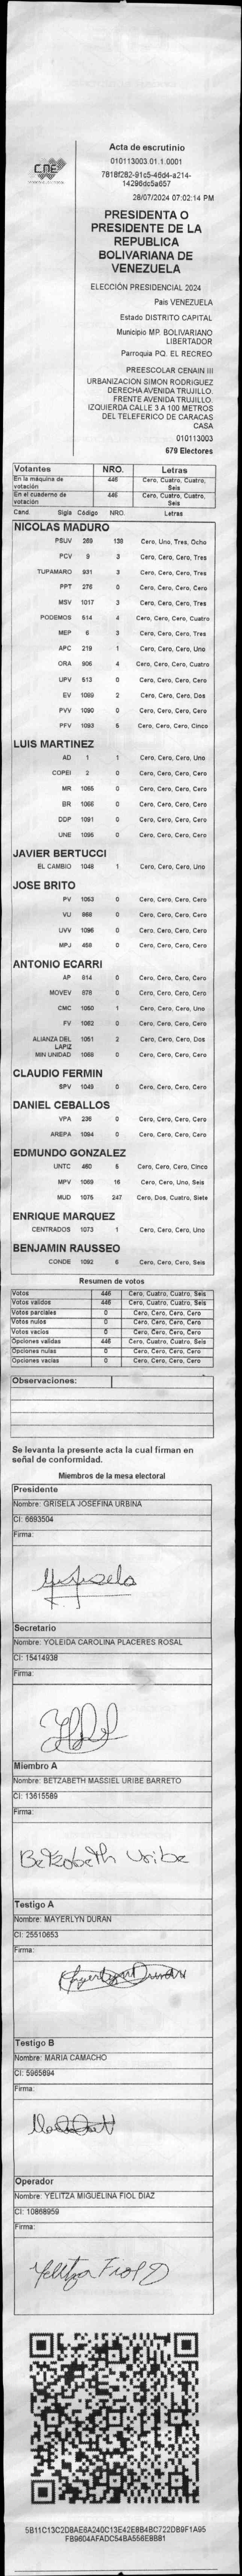 CNE
Acta de escrutinio
010113003.01.1.0001
7818f282-91c5-46d4-a214-
14296dc5a657
28/07/2024 07:02:14 PM
PRESIDENTA O
PRESIDENTE DE LA
REPUBLICA
BOLIVARIANA DE
VENEZUELA
ELECCIÓN PRESIDENCIAL 2024
País VENEZUELA
Estado DISTRITO CAPITAL
Municipio MP. BOLIVARIANO
LIBERTADOR
Parroquia PQ. EL RECREO
PREESCOLAR CENAIN III
URBANIZACION SIMON RODRIGUEZ
DERECHA AVENIDA TRUJILLO.
FRENTE AVENIDA TRUJILLO.
IZQUIERDA CALLE 3 A 100 METROS
DEL TELEFERICO DE CARACAS
CASA
010113003
679 Electores
Votantes NRO. Letras
En la máquina de votación 446 Cero, Cuatro, Cuatro, Seis
En el cuaderno de votación 446 Cero, Cuatro, Cuatro, Seis
Cand. Sigla Código NRO. Letras
NICOLAS MADURO
PSUV 269 138 Cero, Uno, Tres, Ocho
PCV 9 3 Cero, Cero, Cero, Tres
TUPAMARO 931 3 Cero, Cero, Cero, Tres
PPT 276 0 Cero, Cero, Cero, Cero
MSV 1017 3 Cero, Cero, Cero, Tres
PODEMOS 514 4 Cero, Cero, Cero, Cuatro
MEP 6 3 Cero, Cero, Cero, Tres
APC 219 1 Cero, Cero, Cero, Uno
ORA 906 4 Cero, Cero, Cero, Cuatro
UPV 513 0 Cero, Cero, Cero, Cero
EV 1089 2 Cero, Cero, Cero, Dos
PVV 1090 0 Cero, Cero, Cero, Cero
PFV 1093 5 Cero, Cero, Cero, Cinco
LUIS MARTINEZ
AD 1 1 Cero, Cero, Cero, Uno
COPEI 2 0 Cero, Cero, Cero, Cero
MR 1065 0 Cero, Cero, Cero, Cero
BR 1066 0 Cero, Cero, Cero, Cero
DDP 1091 0 Cero, Cero, Cero, Cero
UNE 1095 0 Cero, Cero, Cero, Cero
JAVIER BERTUCCI
EL CAMBIO 1048 1 Cero, Cero, Cero, Uno
JOSE BRITO
PV 1053 0 Cero, Cero, Cero, Cero
VU 868 0 Cero, Cero, Cero, Cero
UVV 1096 0 Cero, Cero, Cero, Cero
MPJ 458 0 Cero, Cero, Cero, Cero
ANTONIO ECARRI
AP 914 0 Cero, Cero, Cero, Cero
MOVEV 878 0 Cero, Cero, Cero, Cero
CMC 1050 1 Cero, Cero, Cero, Uno
FV 1062 0 Cero, Cero, Cero, Cero
ALIANZA DEL LAPIZ 1051 2 Cero, Cero, Cero, Dos
MIN UNIDAD 1068 0 Cero, Cero, Cero, Cero
CLAUDIO FERMIN
SPV 1049 0 Cero, Cero, Cero, Cero
DANIEL CEBALLOS
VPA 236 0 Cero, Cero, Cero, Cero
AREPA 1094 0 Cero, Cero, Cero, Cero
EDMUNDO GONZALEZ
UNTC 460 5 Cero, Cero, Cero, Cinco
MPV 1069 16 Cero, Cero, Uno, Seis
MUD 1075 247 Cero, Dos, Cuatro, Siete
ENRIQUE MARQUEZ
CENTRADOS 1073 1 Cero, Cero, Cero, Uno
BENJAMIN RAUSSEO
CONDE 1092 6 Cero, Cero, Cero, Seis
Resumen de votos
Votos 446 Cero, Cuatro, Cuatro, Seis
Votos validos 446 Cero, Cuatro, Cuatro, Seis
Votos parciales 0 Cero, Cero, Cero, Cero
Votos nulos 0 Cero, Cero, Cero, Cero
Votos vacios 0 Cero, Cero, Cero, Cero
Opciones validas 446 Cero, Cuatro, Cuatro, Seis
Opciones nulas 0 Cero, Cero, Cero, Cero
Opciones vacias 0 Cero, Cero, Cero, Cero
Observaciones:
Se levanta la presente acta la cual firman en
señal de conformidad.
Miembros de la mesa electoral
Presidente
Nombre: GRISELA JOSEFINA URBINA
CI: 6693504
Firma:
Secretario
Nombre: YOLEIDA CAROLINA PLACERES ROSAL
CI: 15414938
Firma:
Miembro A
Nombre: BETZABETH MASSIEL URIBE BARRETO
CI: 13615589
Firma:
Betzabeth Uribe
Testigo A
Nombre: MAYERLYN DURAN
CI: 25510653
Firma:
Testigo B
Nombre: MARIA CAMACHO
CI: 5965894
Firma:
Operador
Nombre: YELITZA MIGUELINA FIOL DIAZ
CI: 10868959
Firma:
Yelitza Fiol D
5B11C13C2D8AE6A240C13E42E8B4BC722DB9F1A95
FB9604AFADC54BA556E8B81